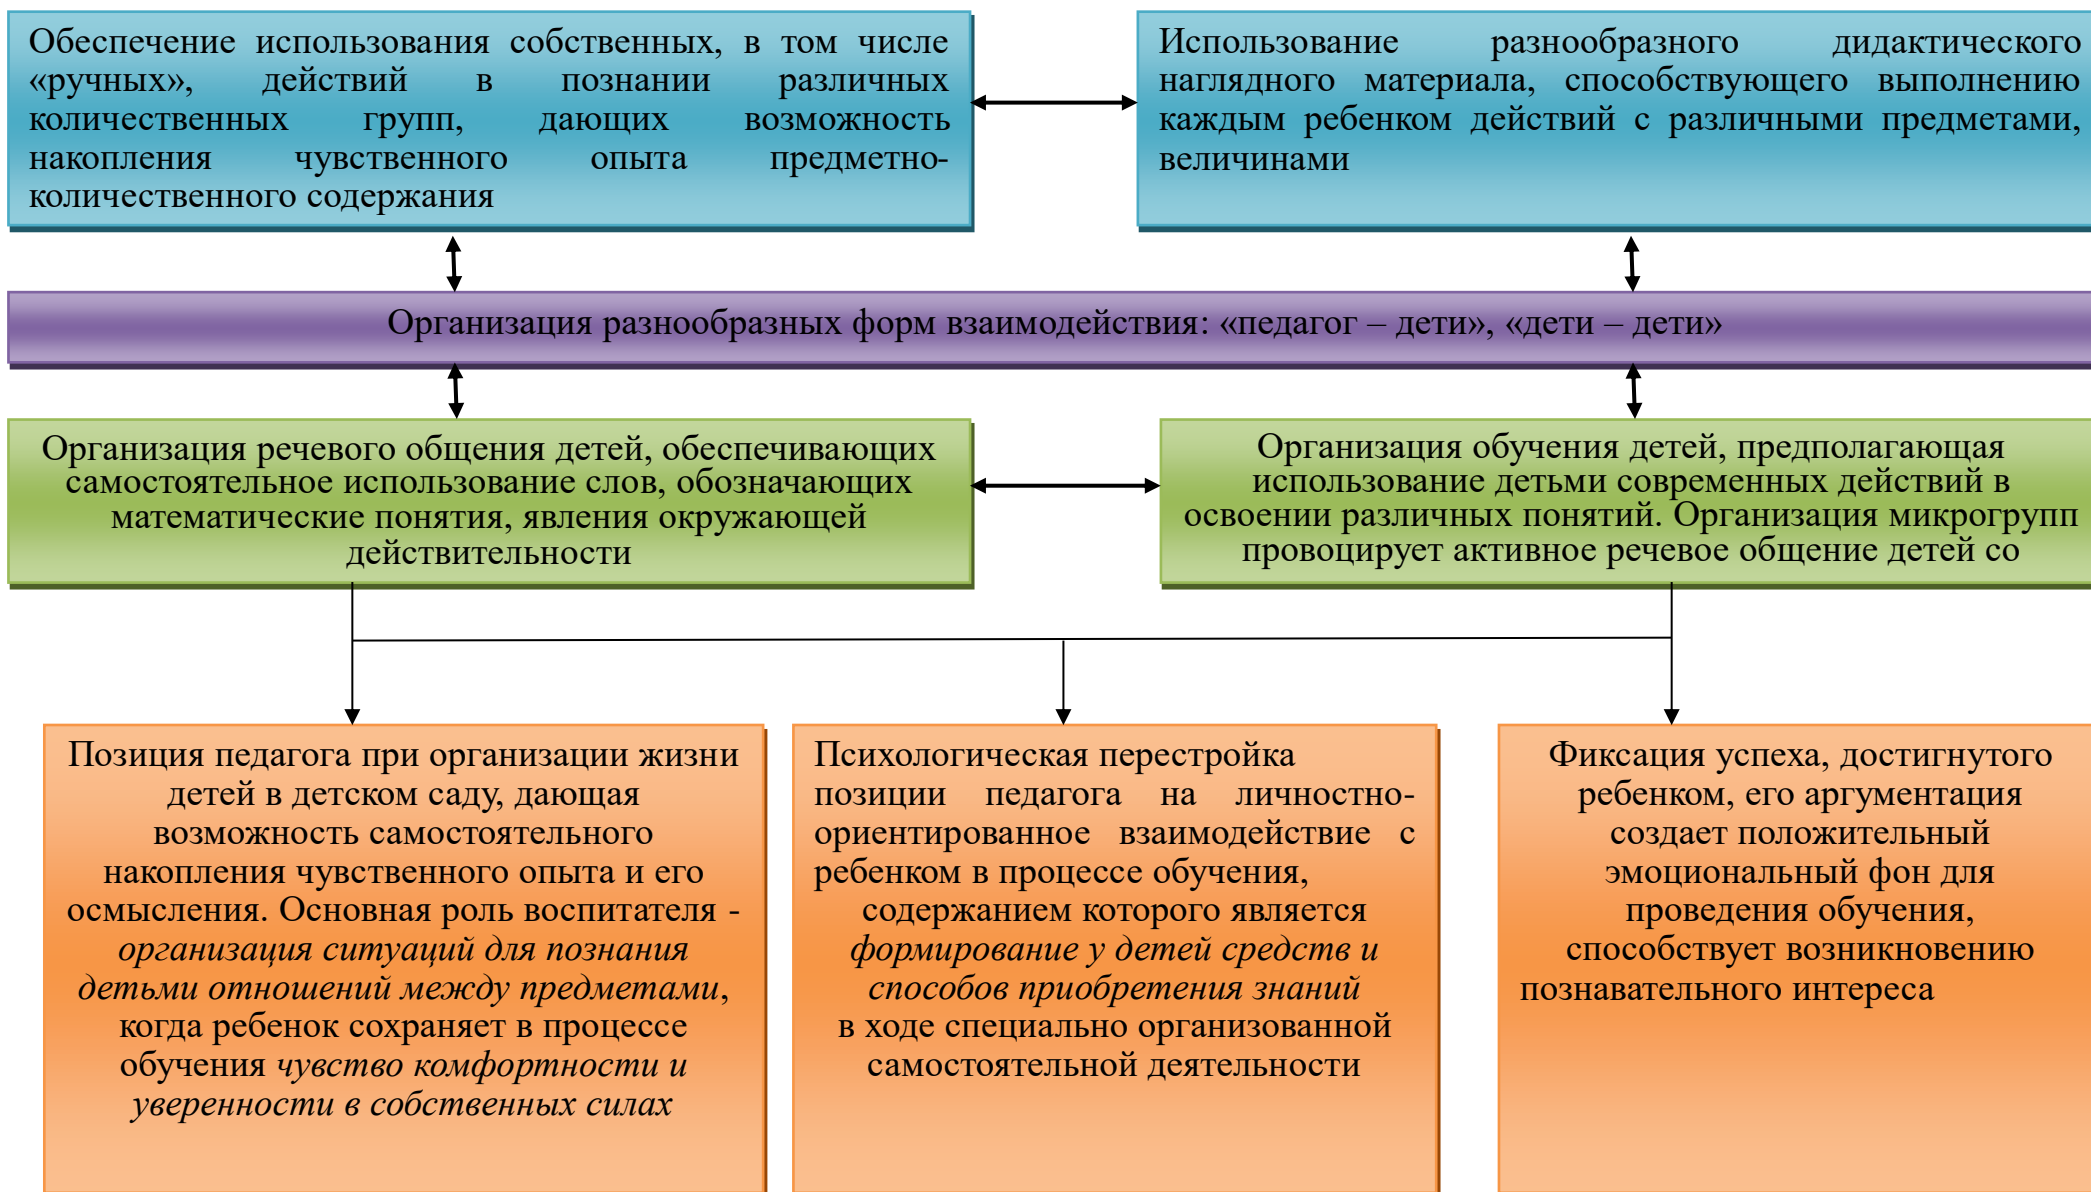 Обеспечение использования собственных, в том числе
«ручных», действий в познании различных
количественных групп, дающих возможность
накопления чувственного опыта предметно-
количественного содержания
Использование разнообразного дидактического
наглядного материала, способствующего выполнению
каждым ребенком действий с различными предметами,
величинами
Организация разнообразных форм взаимодействия: «педагог – дети», «дети – дети»
Организация речевого общения детей, обеспечивающих
самостоятельное использование слов, обозначающих
математические понятия, явления окружающей
действительности
Организация обучения детей, предполагающая
использование детьми современных действий в
освоении различных понятий. Организация микрогрупп
провоцирует активное речевое общение детей со
Позиция педагога при организации жизни
детей в детском саду, дающая
возможность самостоятельного
накопления чувственного опыта и его
осмысления. Основная роль воспитателя -
организация ситуаций для познания
детьми отношений между предметами,
когда ребенок сохраняет в процессе
обучения чувство комфортности и
уверенности в собственных силах
Психологическая перестройка
позиции педагога на личностно-
ориентированное взаимодействие с
ребенком в процессе обучения,
содержанием которого является
формирование у детей средств и
способов приобретения знаний
в ходе специально организованной
самостоятельной деятельности
Фиксация успеха, достигнутого
ребенком, его аргументация
создает положительный
эмоциональный фон для
проведения обучения,
способствует возникновению
познавательного интереса